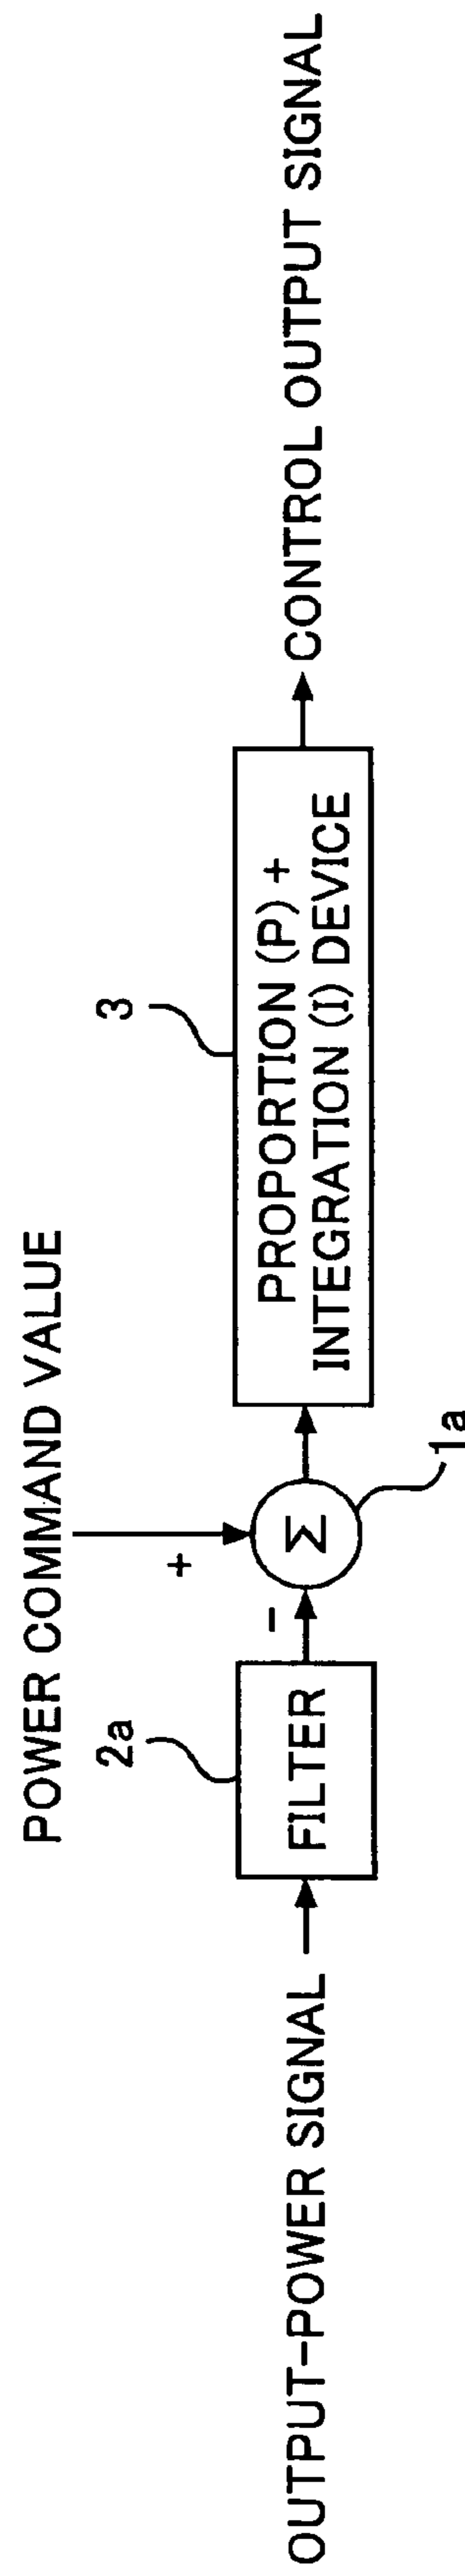 POWER COMMAND VALUE
OUTPUT-POWER SIGNAL
2a
FILTER
−
+
Σ
1a
3
PROPORTION (P) +
INTEGRATION (I) DEVICE
CONTROL OUTPUT SIGNAL